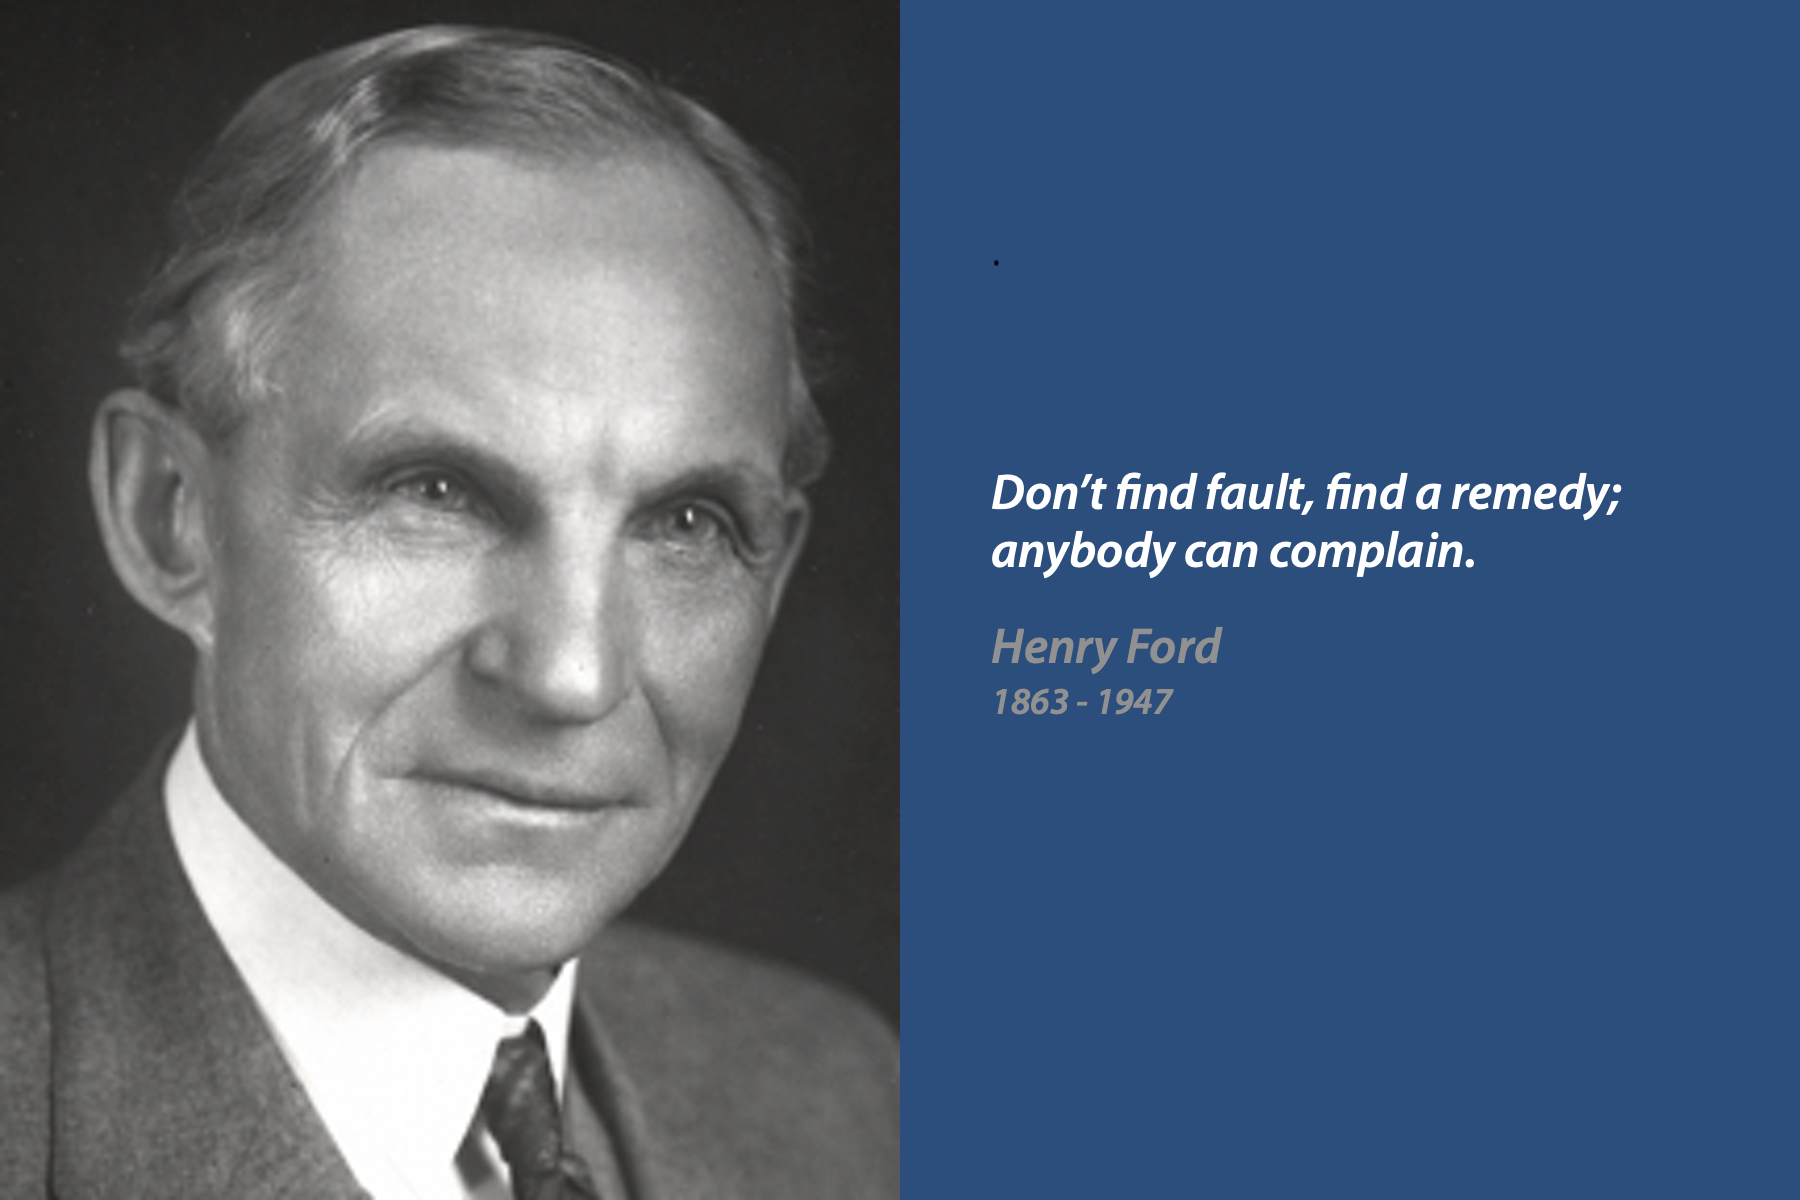 Don’t find fault, find a remedy;
anybody can complain.
Henry Ford
1863 - 1947